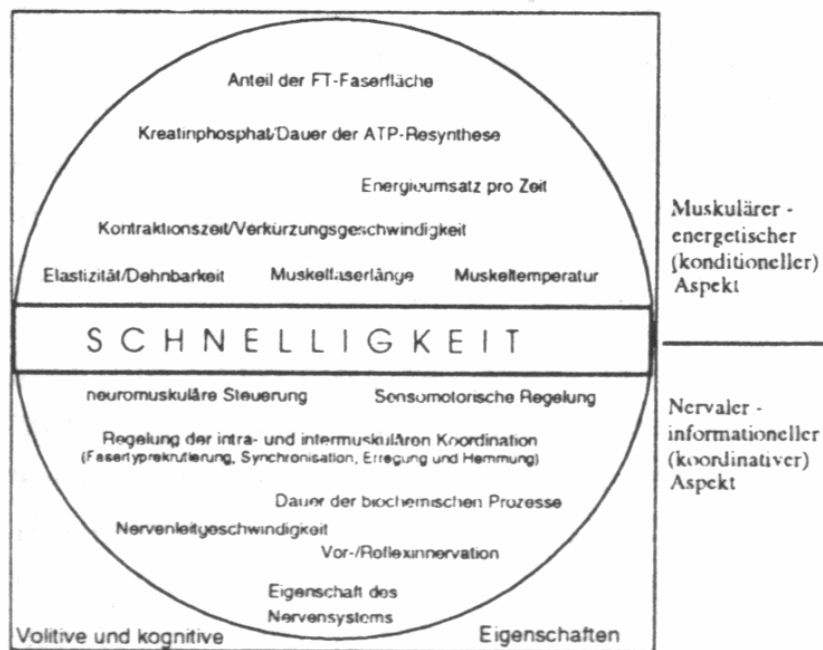 Anteil der FT-Faserfläche
Kreatinphosphat/Dauer der ATP-Resynthese
Energieumsatz pro Zeit
Kontraktionszeit/Verkürzungsgeschwindigkeit
Elastizität/Dehnbarkeit Muskelfaserlänge Muskeltemperatur
Muskulärer -
energetischer
(konditioneller)
Aspekt
SCHNELLIGKEIT
neuromuskuläre Steuerung Sensomotorische Regelung
Regelung der intra- und intermuskulären Koordination
(Fasertyprekrutierung, Synchronisation, Erregung und Hemmung)
Dauer der biochemischen Prozesse
Nervenleitgeschwindigkeit
Vor-/Reflexinnervation
Eigenschaft des
Nervensystems
Nervaler -
informationeller
(koordinativer)
Aspekt
Volitive und kognitive Eigenschaften